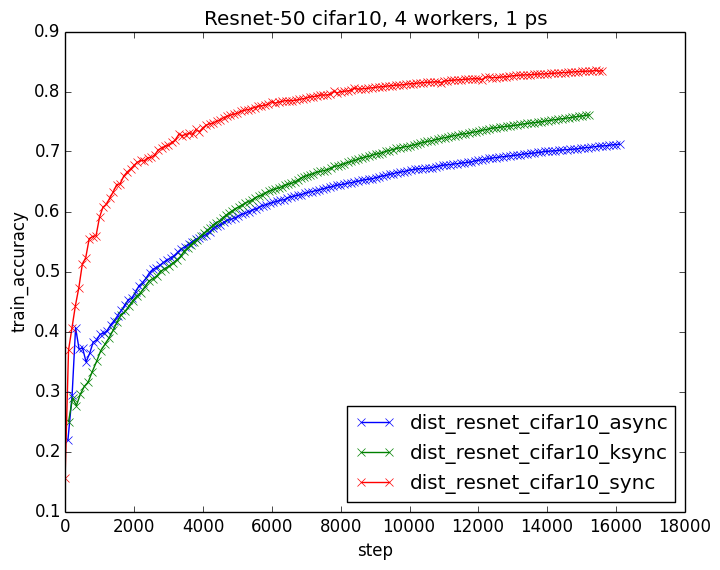 Resnet-50 cifar10, 4 workers, 1 ps
0.9
0.8
0.7
0.6
0.5
0.4
0.3
0.2
0.1
train_accuracy
dist_resnet_cifar10_async
dist_resnet_cifar10_ksync
dist_resnet_cifar10_sync
0 2000 4000 6000 8000 10000 12000 14000 16000 18000
step